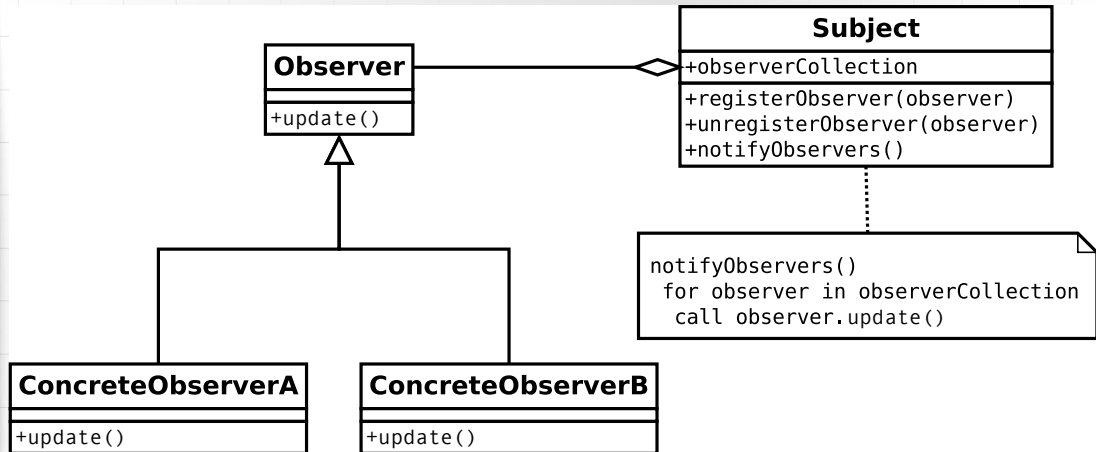 Observer
+update()
Subject
+observerCollection
+registerObserver(observer)
+unregisterObserver(observer)
+notifyObservers()
notifyObservers()
for observer in observerCollection
call observer.update()
ConcreteObserverA
+update()
ConcreteObserverB
+update()